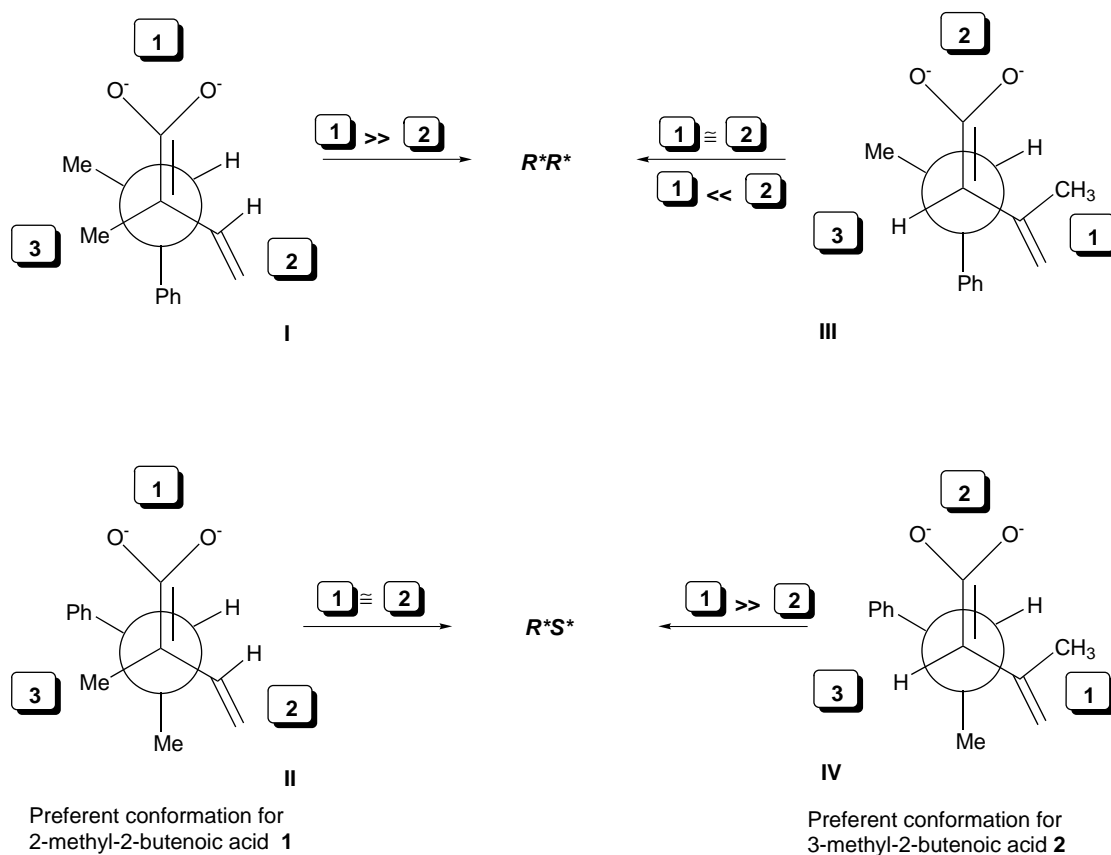 1
O- O-
Me H
H
Me
3
2
Ph
I
1 >> 2
R*R*
1 ≅ 2
1 << 2
2
O- O-
Me H
CH3
H
3
1
Ph
III
1
O- O-
Ph H
H
Me
3
2
Me
II
1 ≅ 2
R*S*
1 >> 2
2
O- O-
Ph H
CH3
H
3
1
Me
IV
Preferent conformation for
2-methyl-2-butenoic acid 1
Preferent conformation for
3-methyl-2-butenoic acid 2